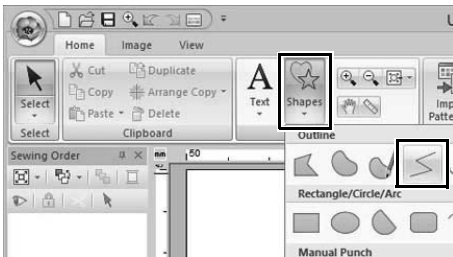 U
Home Image View
Cut Duplicate
Copy Arrange Copy
Paste Delete
Select
Text
Shapes
Imp
Patte
Select Clipboard
Outline
Sewing Order
mm
50
Rectangle/Circle/Arc
Manual Punch